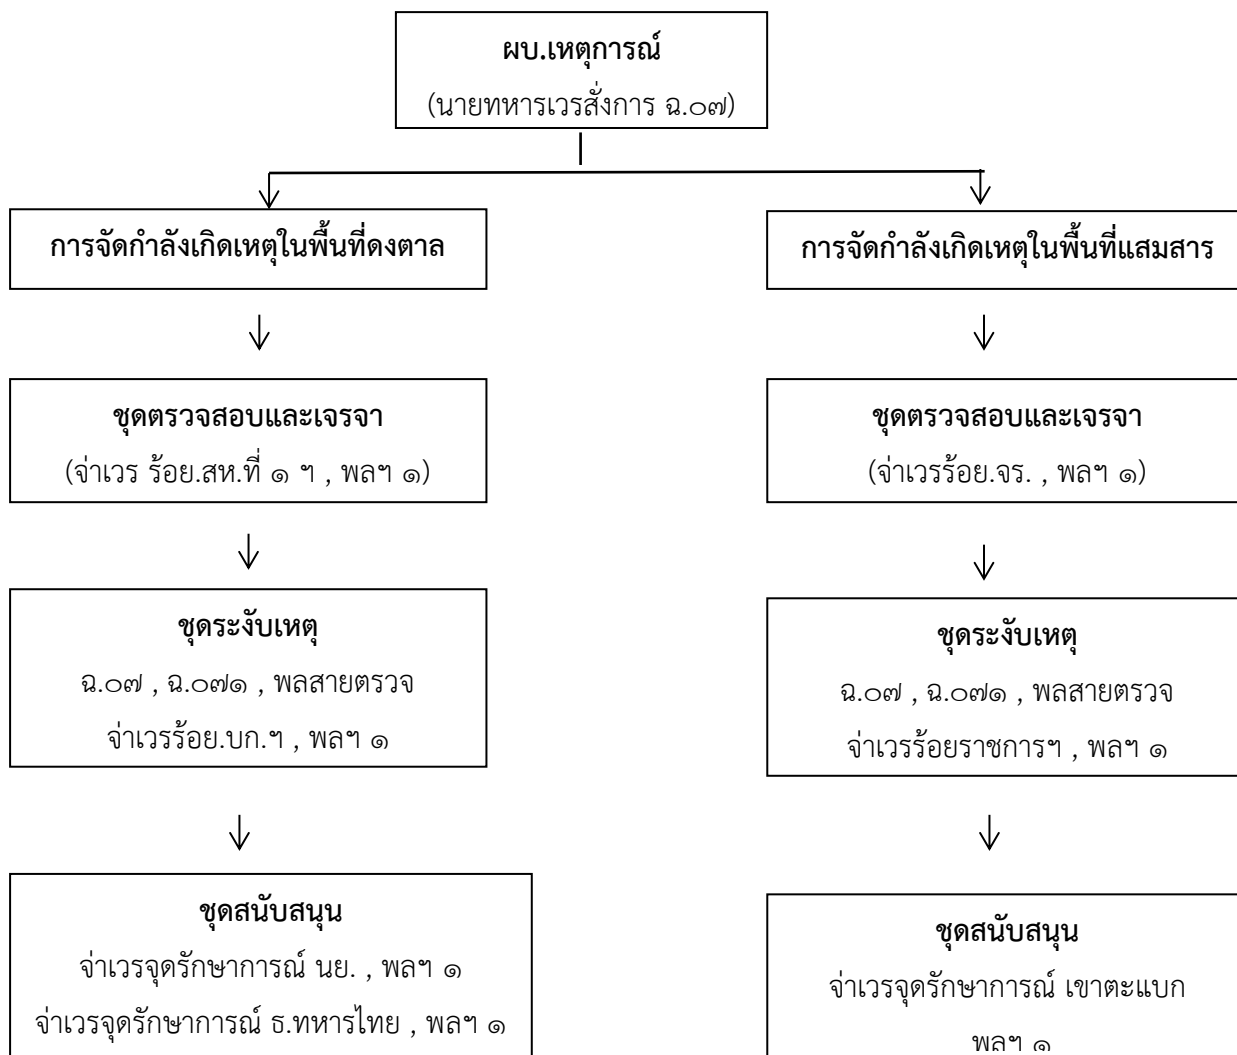 ผบ.เหตุการณ์
(นายทหารเวรสั่งการ ฉ.๐๗)
การจัดกำลังเกิดเหตุในพื้นที่ดงตาล
ชุดตรวจสอบและเจรจา
(จ่าเวร ร้อย.สห.ที่ ๑ ฯ , พลฯ ๑)
ชุดระงับเหตุ
ฉ.๐๗ , ฉ.๐๗๑ , พลสายตรวจ
จ่าเวรร้อย.บก.ฯ , พลฯ ๑
ชุดสนับสนุน
จ่าเวรจุดรักษาการณ์ นย. , พลฯ ๑
จ่าเวรจุดรักษาการณ์ ธ.ทหารไทย , พลฯ ๑
การจัดกำลังเกิดเหตุในพื้นที่แสมสาร
ชุดตรวจสอบและเจรจา
(จ่าเวรร้อย.จร. , พลฯ ๑)
ชุดระงับเหตุ
ฉ.๐๗ , ฉ.๐๗๑ , พลสายตรวจ
จ่าเวรร้อยราชการฯ , พลฯ ๑
ชุดสนับสนุน
จ่าเวรจุดรักษาการณ์ เขาตะแบก
พลฯ ๑